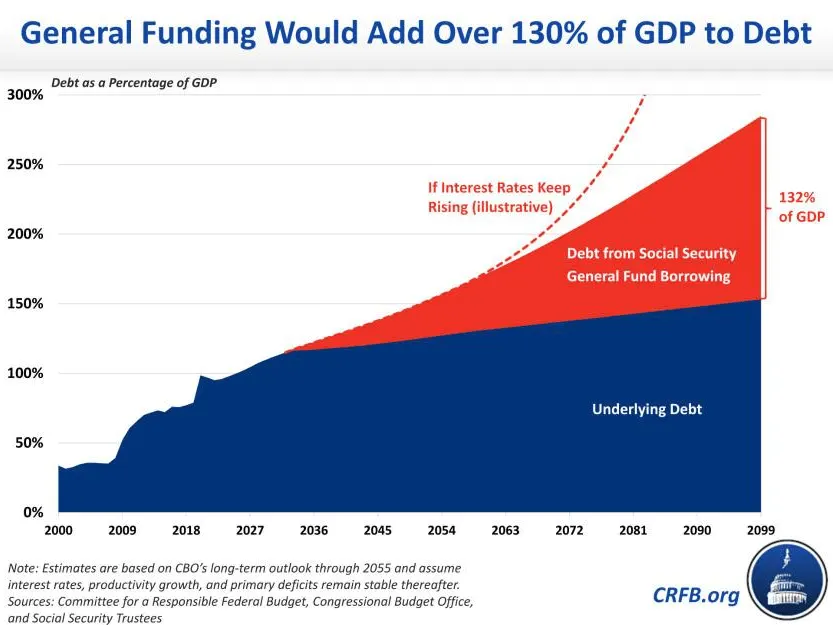 General Funding Would Add Over 130% of GDP to Debt
Debt as a Percentage of GDP
300%
250%
200%
150%
100%
50%
0%
If Interest Rates Keep
Rising (illustrative)
132%
of GDP
Debt from Social Security
General Fund Borrowing
Underlying Debt
2000 2009 2018 2027 2036 2045 2054 2063 2072 2081 2090 2099
Note: Estimates are based on CBO’s long-term outlook through 2055 and assume
interest rates, productivity growth, and primary deficits remain stable thereafter.
Sources: Committee for a Responsible Federal Budget, Congressional Budget Office,
and Social Security Trustees
CRFB.org